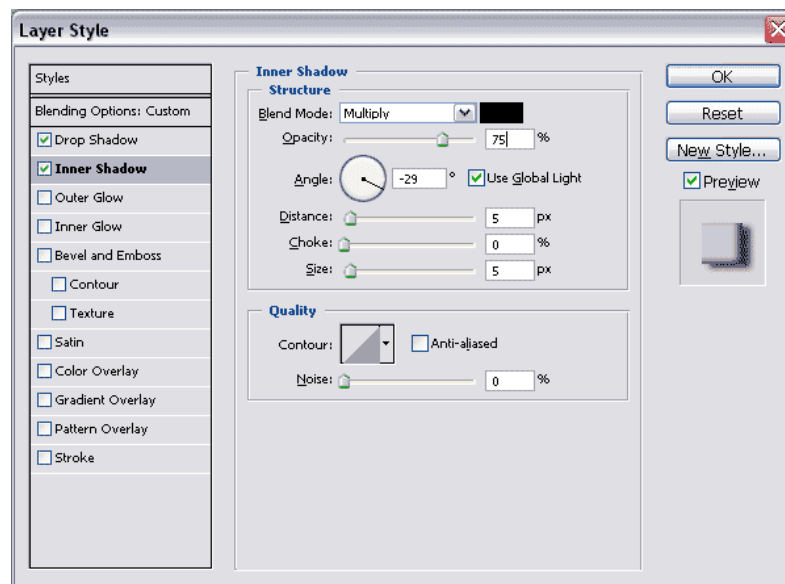 Layer Style
Styles
Blending Options: Custom
Drop Shadow
Inner Shadow
Outer Glow
Inner Glow
Bevel and Emboss
Contour
Texture
Satin
Color Overlay
Gradient Overlay
Pattern Overlay
Stroke
Inner Shadow
Structure
Blend Mode: Multiply
Opacity: 75 %
Angle: -29 ° Use Global Light
Distance: 5 px
Choke: 0 %
Size: 5 px
Quality
Contour: Anti-aliased
Noise: 0 %
OK
Reset
New Style...
Preview